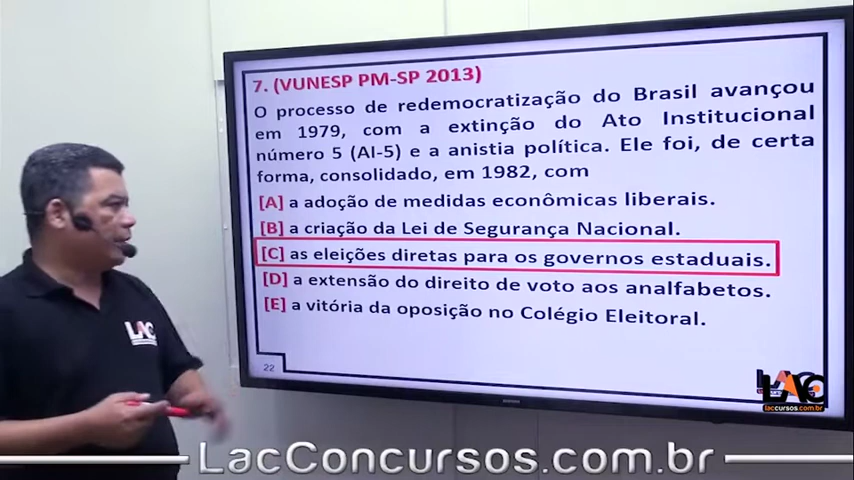 7. (VUNESP PM-SP 2013)
O processo de redemocratização do Brasil avançou
em 1979, com a extinção do Ato Institucional
número 5 (AI-5) e a anistia política. Ele foi, de certa
forma, consolidado, em 1982, com
[A] a adoção de medidas econômicas liberais.
[B] a criação da Lei de Segurança Nacional.
[C] as eleições diretas para os governos estaduais.
[D] a extensão do direito de voto aos analfabetos.
[E] a vitória da oposição no Colégio Eleitoral.
22
LAC
LAC
laccursos.com.br
LacConcursos.com.br